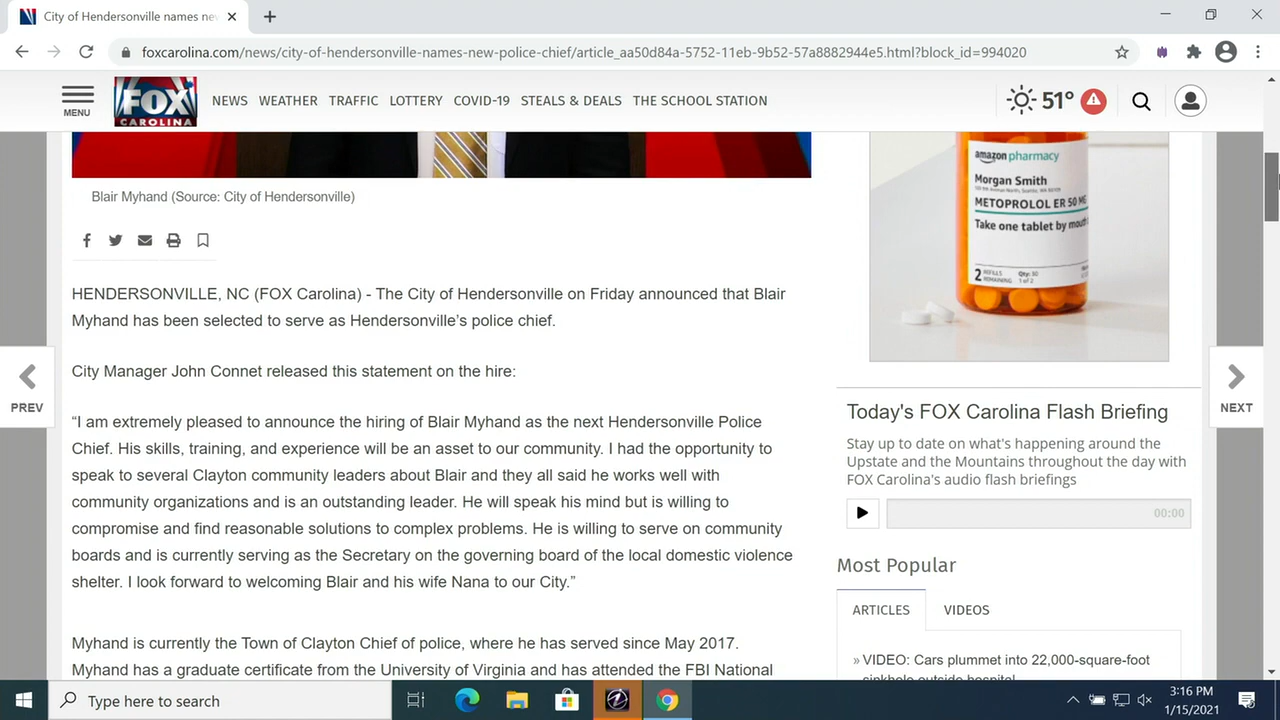 City of Hendersonville names new
foxcarolina.com/news/city-of-hendersonville-names-new-police-chief/article_aa50d84a-5752-11eb-9b52-57a8882944e5.html?block_id=994020
MENU
FOX
CAROLINA
NEWS WEATHER TRAFFIC LOTTERY COVID-19 STEALS & DEALS THE SCHOOL STATION
51°
Blair Myhand (Source: City of Hendersonville)
HENDERSONVILLE, NC (FOX Carolina) - The City of Hendersonville on Friday announced that Blair
Myhand has been selected to serve as Hendersonville’s police chief.
City Manager John Connet released this statement on the hire:
“I am extremely pleased to announce the hiring of Blair Myhand as the next Hendersonville Police
Chief. His skills, training, and experience will be an asset to our community. I had the opportunity to
speak to several Clayton community leaders about Blair and they all said he works well with
community organizations and is an outstanding leader. He will speak his mind but is willing to
compromise and find reasonable solutions to complex problems. He is willing to serve on community
boards and is currently serving as the Secretary on the governing board of the local domestic violence
shelter. I look forward to welcoming Blair and his wife Nana to our City.”
Myhand is currently the Town of Clayton Chief of police, where he has served since May 2017.
Myhand has a graduate certificate from the University of Virginia and has attended the FBI National
PREV
NEXT
amazon pharmacy
Morgan Smith
METOPROLOL ER 50 MG
Take one tablet by mouth
2 REFILLS
REMAINING
Qty: 30
1 of 2
Today's FOX Carolina Flash Briefing
Stay up to date on what's happening around the
Upstate and the Mountains throughout the day with
FOX Carolina's audio flash briefings
00:00
Most Popular
ARTICLES VIDEOS
» VIDEO: Cars plummet into 22,000-square-foot
sinkhole outside hospital
Type here to search
3:16 PM
1/15/2021